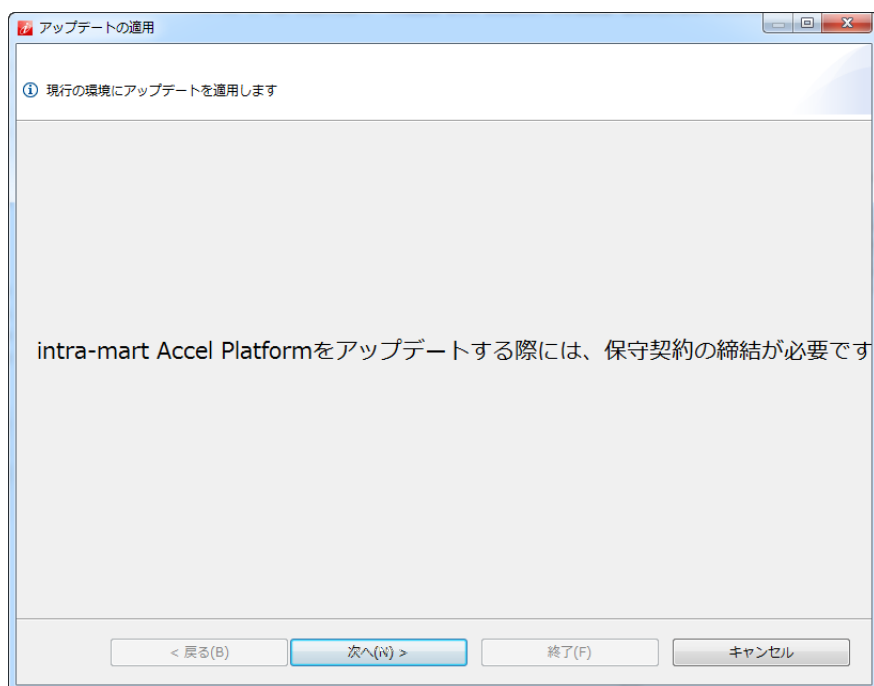 アップデートの適用
現行の環境にアップデートを適用します
intra-mart Accel Platformをアップデートする際には、保守契約の締結が必要です
< 戻る(B)
次へ(N) >
終了(F)
キャンセル